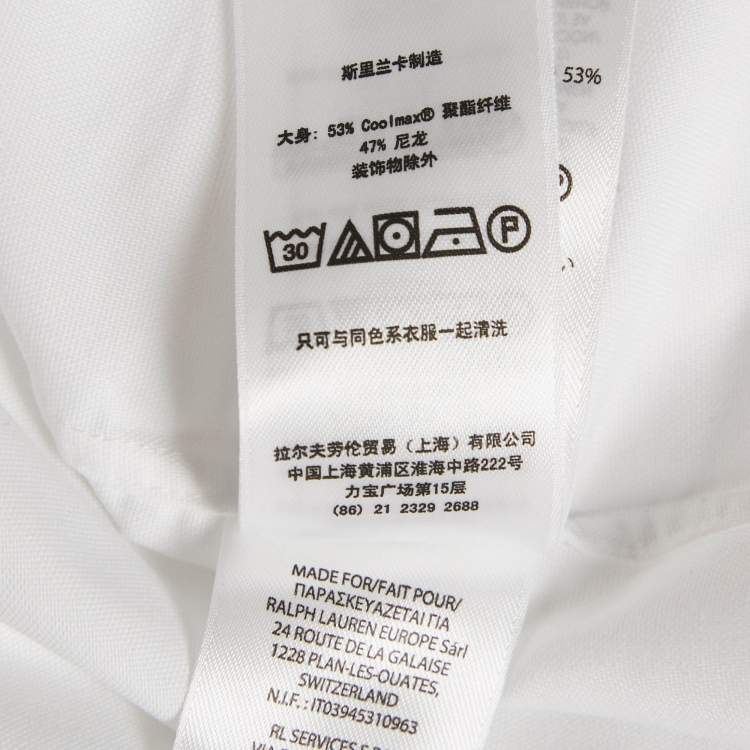 斯里兰卡制造
53%
大身: 53% Coolmax® 聚酯纤维
47% 尼龙
装饰物除外
30
P
只可与同色系衣服一起清洗
拉尔夫劳伦贸易（上海）有限公司
中国上海黄浦区淮海中路222号
力宝广场第15层
(86) 21 2329 2688
MADE FOR/FAIT POUR/
ΠΑΡΑΣΚΕΥΑΖΕΤΑΙ ΓΙΑ
RALPH LAUREN EUROPE Sárl
24 ROUTE DE LA GALAISE
1228 PLAN-LES-OUATES,
SWITZERLAND
N.I.F.: IT03945310963
RL SERVICES